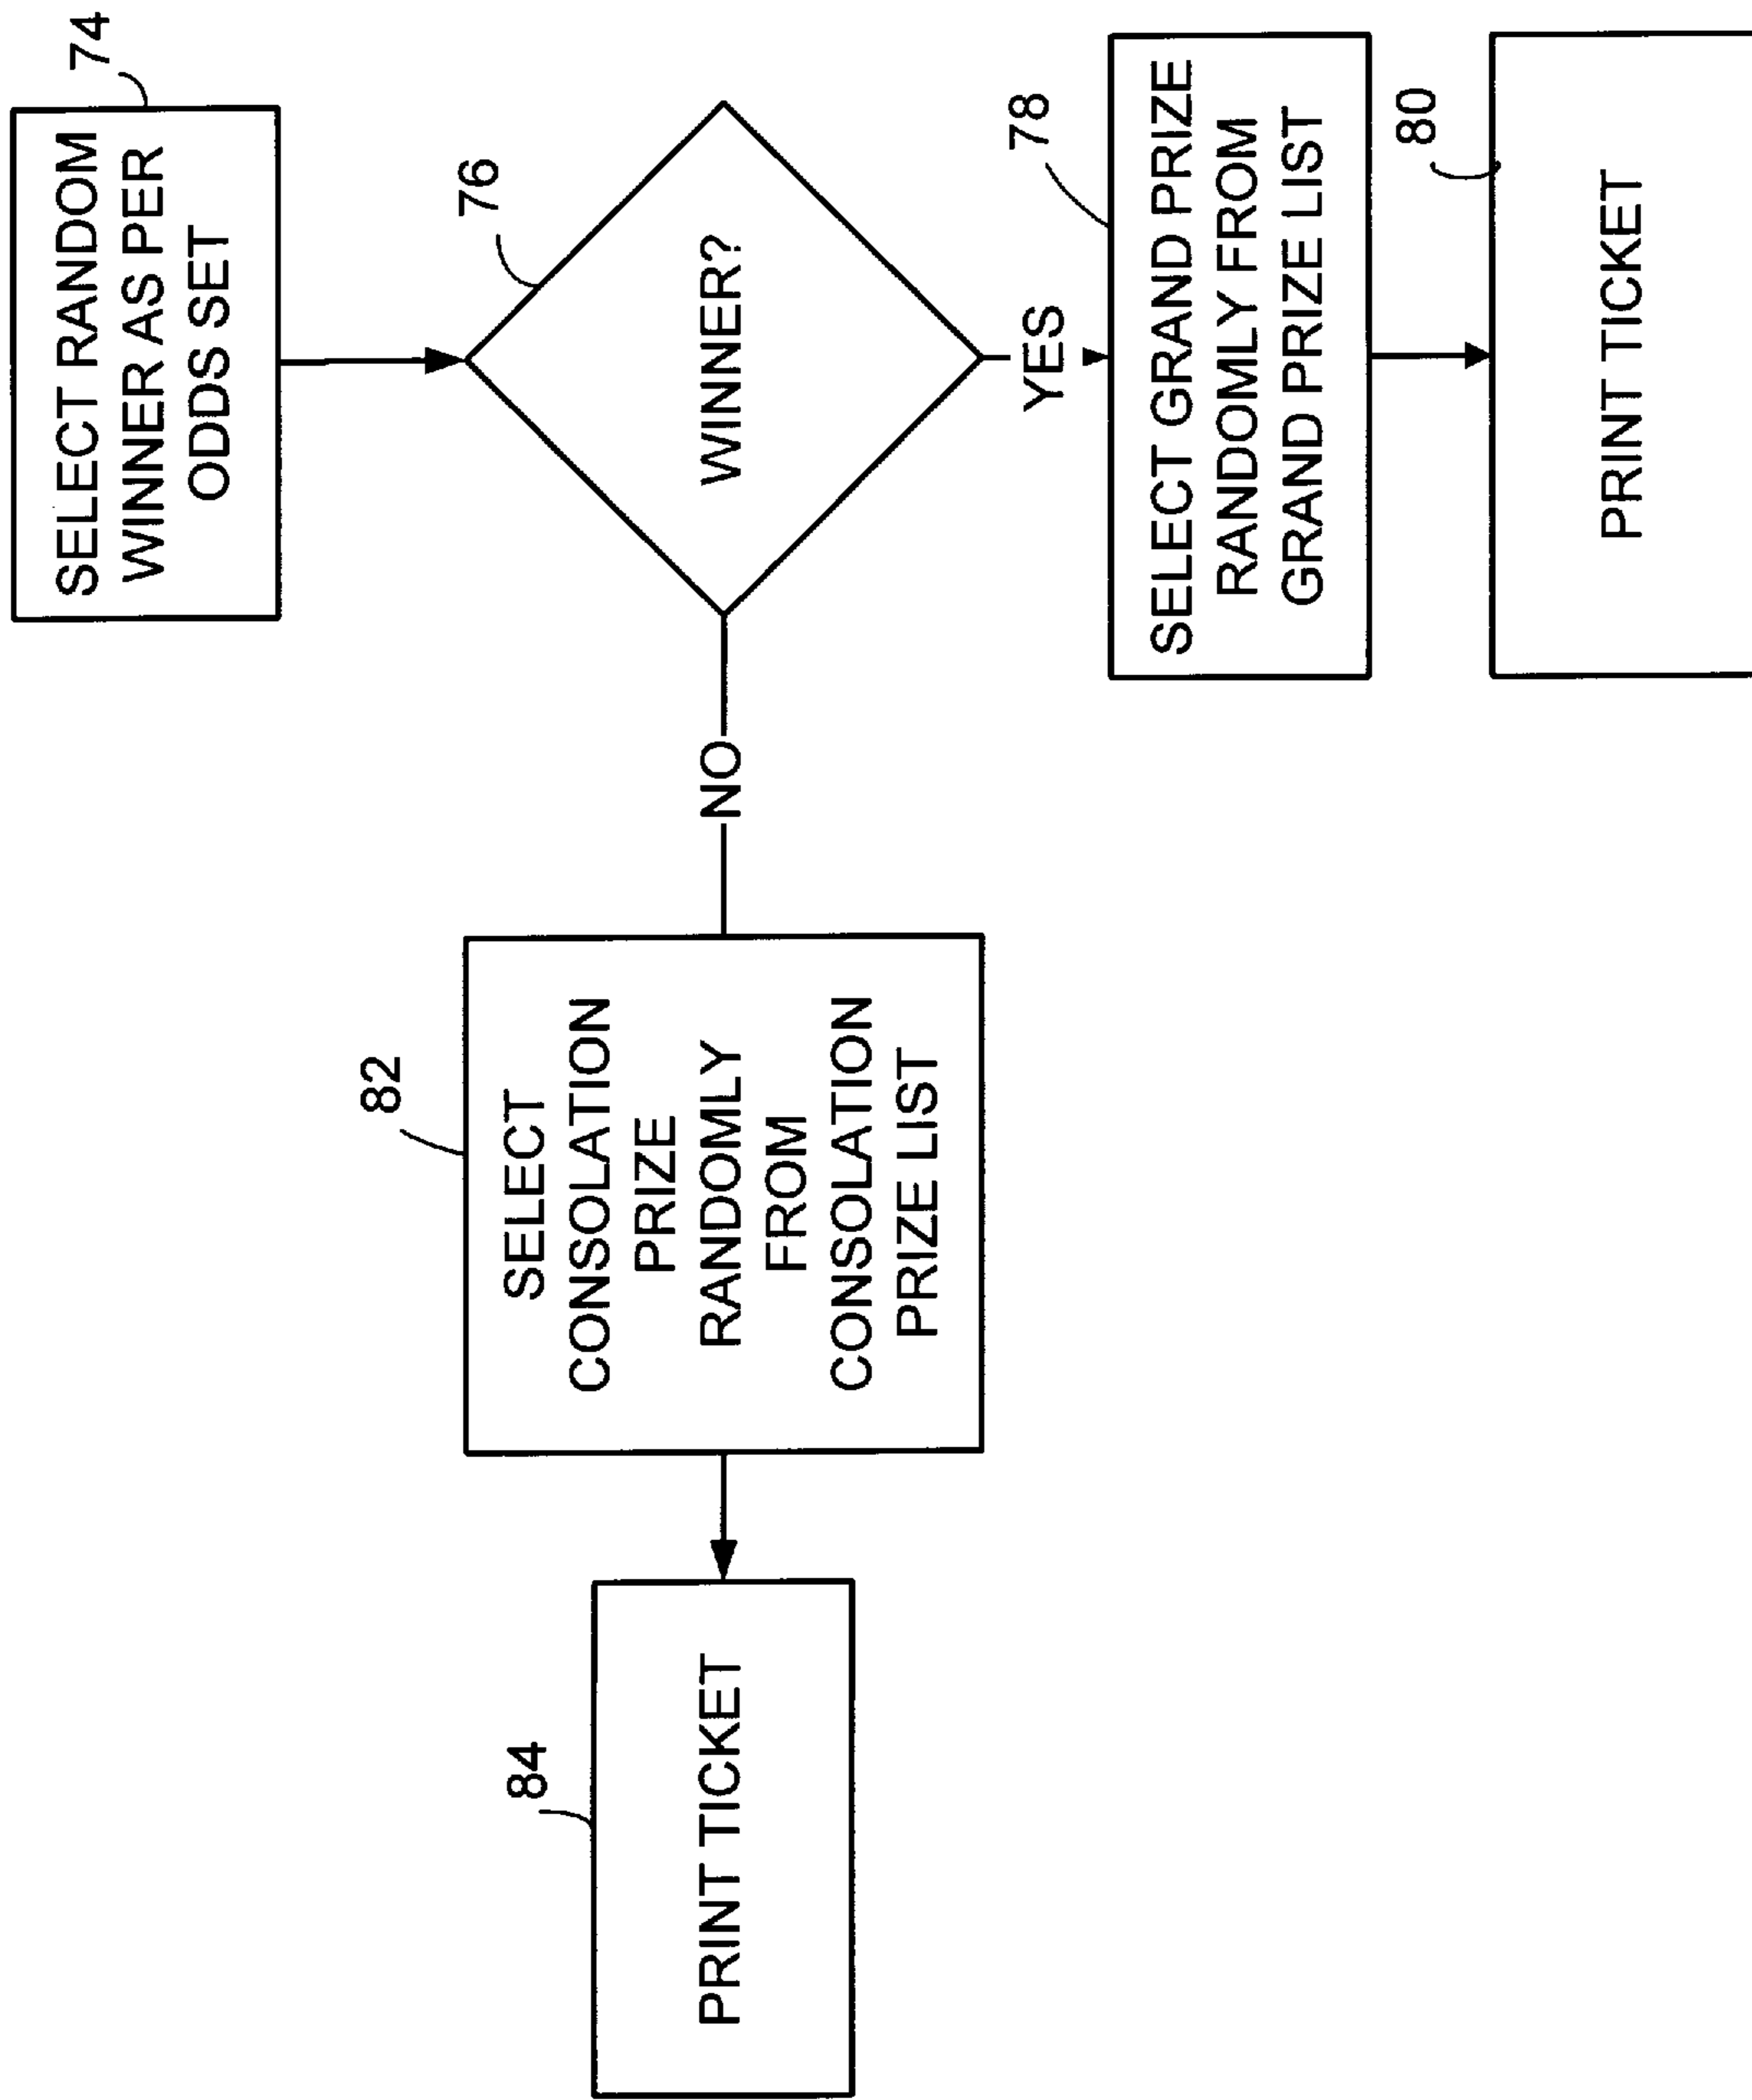 74
SELECT RANDOM
WINNER AS PER
ODDS SET
76
WINNER?
NO
YES
78
SELECT GRAND PRIZE
RANDOMLY FROM
GRAND PRIZE LIST
80
PRINT TICKET
82
SELECT
CONSOLATION
PRIZE
RANDOMLY
FROM
CONSOLATION
PRIZE LIST
84
PRINT TICKET